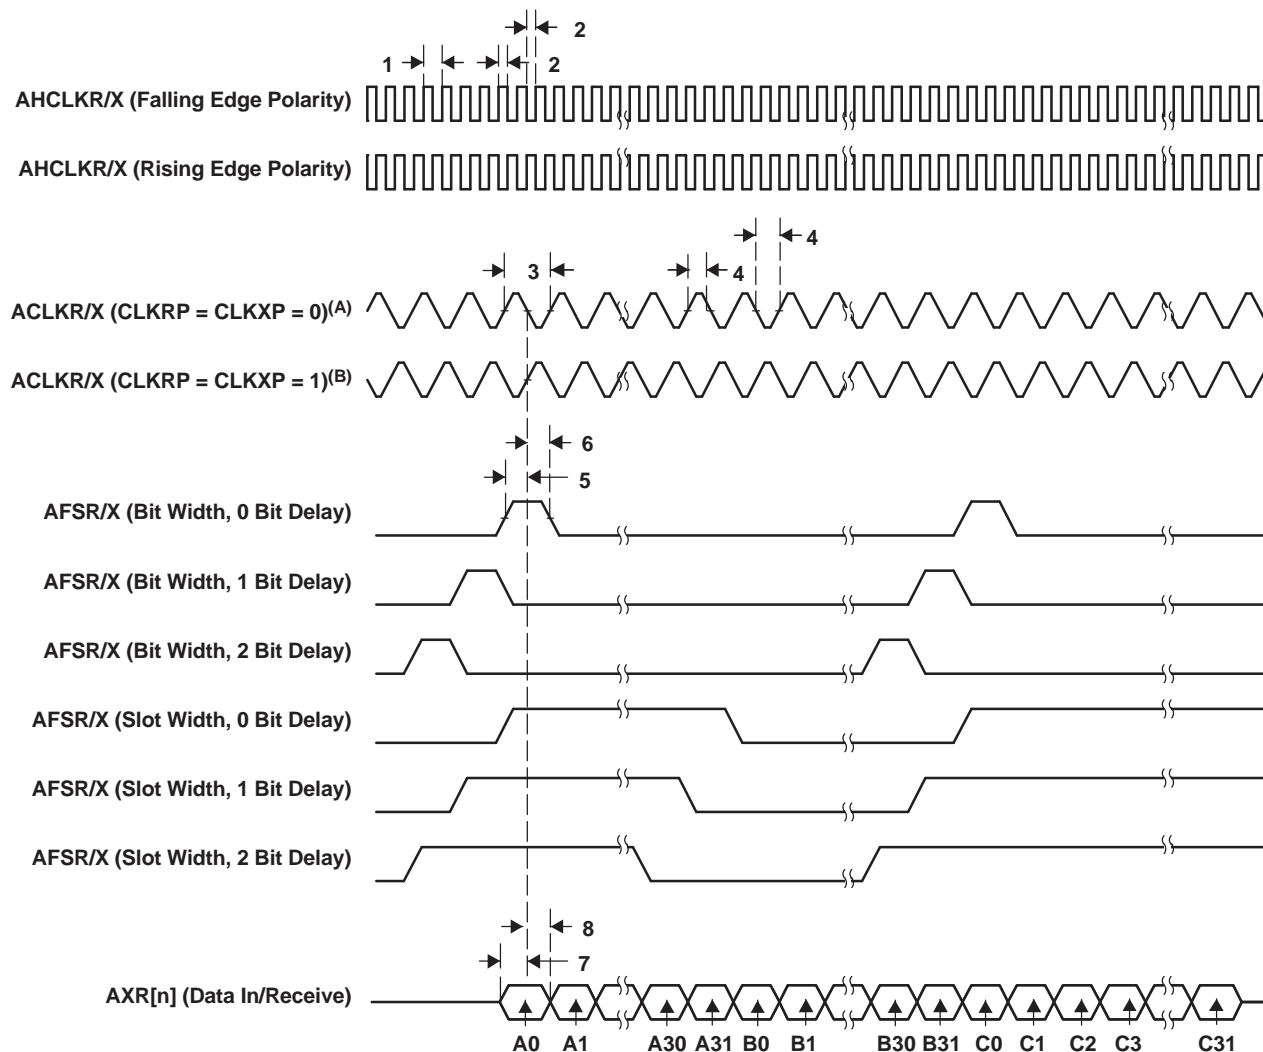 2
1
2
AHCLKR/X (Falling Edge Polarity)
AHCLKR/X (Rising Edge Polarity)
4
3
4
ACLKR/X (CLKRP = CLKXP = 0)(A)
ACLKR/X (CLKRP = CLKXP = 1)(B)
6
5
AFSR/X (Bit Width, 0 Bit Delay)
AFSR/X (Bit Width, 1 Bit Delay)
AFSR/X (Bit Width, 2 Bit Delay)
AFSR/X (Slot Width, 0 Bit Delay)
AFSR/X (Slot Width, 1 Bit Delay)
AFSR/X (Slot Width, 2 Bit Delay)
8
7
AXR[n] (Data In/Receive)
A0 A1 A30 A31 B0 B1 B30 B31 C0 C1 C2 C3 C31